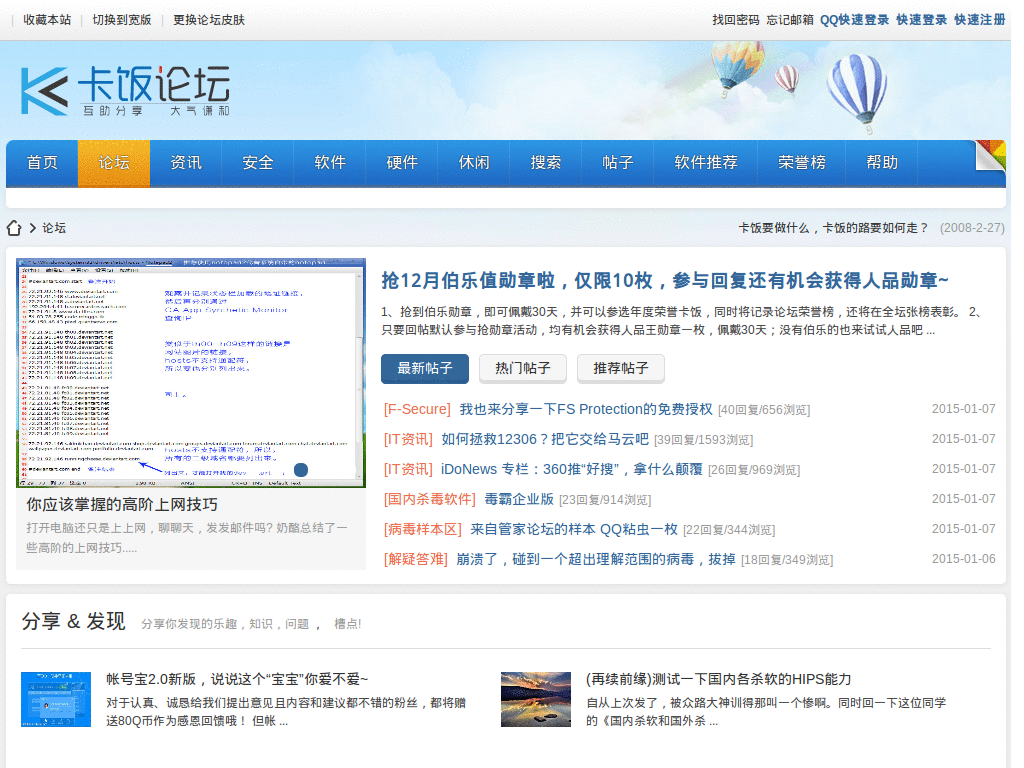 收藏本站 切换到宽版 更换论坛皮肤 找回密码 忘记邮箱 QQ快速登录 快速登录 快速注册
卡饭论坛
互助分享 大气谦和
首页 论坛 资讯 安全 软件 硬件 休闲 搜索 帖子 软件推荐 荣誉榜 帮助
论坛 卡饭要做什么，卡饭的路要如何走？ (2008-2-27)
抢12月伯乐值勋章啦，仅限10枚，参与回复还有机会获得人品勋章~
1、抢到伯乐勋章，即可佩戴30天，并可以参选年度荣誉卡饭，同时将记录论坛荣誉榜，还将在全坛张榜表彰。 2、
只要回帖默认参与抢勋章活动，均有机会获得人品王勋章一枚，佩戴30天；没有伯乐的也来试试人品吧 ...
最新帖子 热门帖子 推荐帖子
[F-Secure] 我也来分享一下FS Protection的免费授权 [40回复/656浏览] 2015-01-07
[IT资讯] 如何拯救12306？把它交给马云吧 [39回复/1593浏览] 2015-01-07
[IT资讯] iDoNews 专栏：360推“好搜”，拿什么颠覆 [26回复/969浏览] 2015-01-07
[国内杀毒软件] 毒霸企业版 [23回复/914浏览] 2015-01-07
[病毒样本区] 来自管家论坛的样本 QQ粘虫一枚 [22回复/344浏览] 2015-01-07
[解疑答难] 崩溃了，碰到一个超出理解范围的病毒，拔掉 [18回复/349浏览] 2015-01-06
你应该掌握的高阶上网技巧
打开电脑还只是上上网，聊聊天，发发邮件吗? 奶酪总结了一
些高阶的上网技巧.....
分享 & 发现 分享你发现的乐趣，知识，问题 ， 槽点!
帐号宝2.0新版，说说这个“宝宝”你爱不爱~
对于认真、诚恳给我们提出意见且内容和建议都不错的粉丝，都将赠
送80Q币作为感恩回馈哦！ 但帐 ...
(再续前缘)测试一下国内各杀软的HIPS能力
自从上次发了，被众路大神训得那叫一个惨啊。同时回一下这位同学
的《国内杀软和国外杀 ...